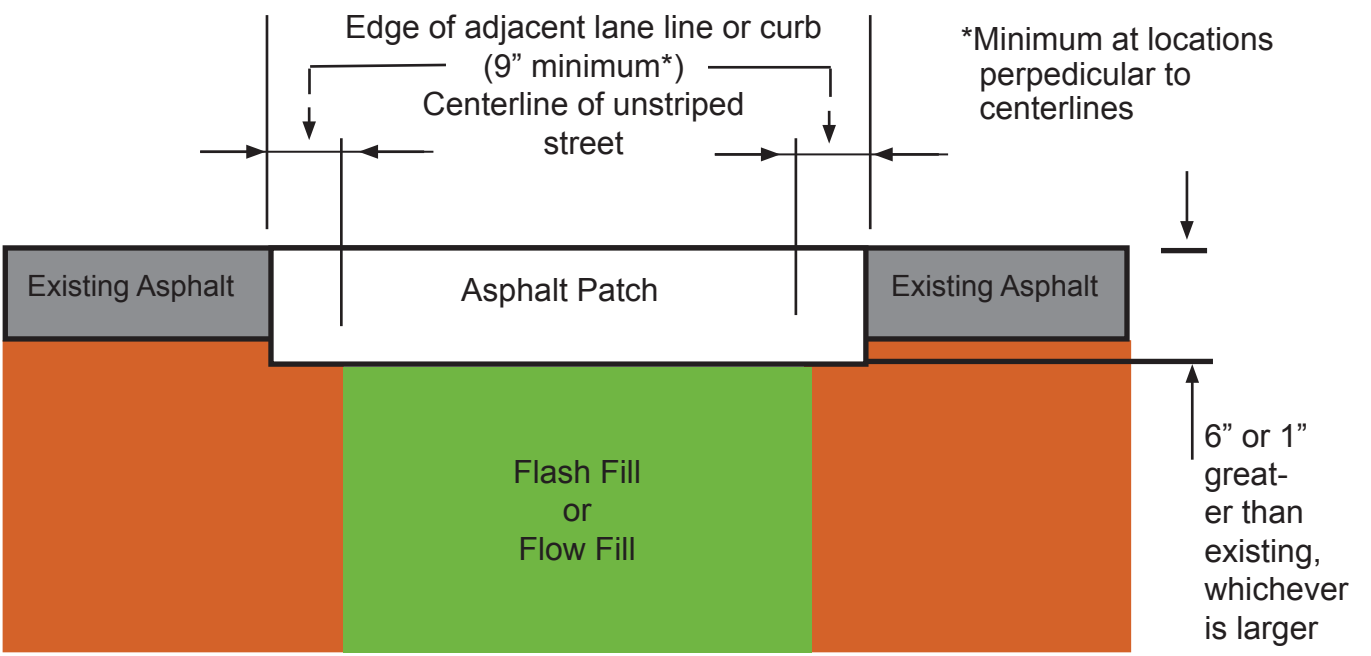 Edge of adjacent lane line or curb
(9” minimum*)
Centerline of unstriped
street
*Minimum at locations
perpedicular to
centerlines
Existing Asphalt
Asphalt Patch
Existing Asphalt
Flash Fill
or
Flow Fill
6” or 1”
great-
er than
existing,
whichever
is larger